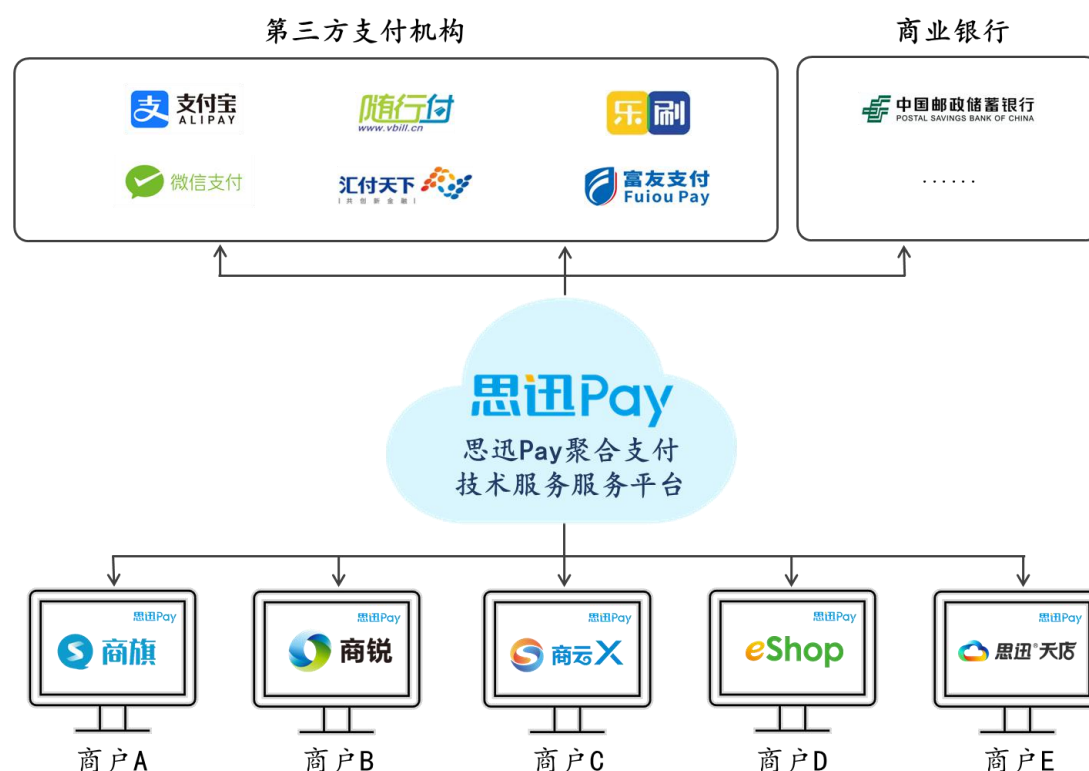 第三方支付机构
商业银行
支付宝
ALIPAY
随行付
www.vbill.cn
乐刷
中国邮政储蓄银行
POSTAL SAVINGS BANK OF CHINA
微信支付
汇付天下
共创新金融
富友支付
Fuiou Pay
......
思迅Pay
思迅Pay聚合支付
技术服务服务平台
思迅Pay
商旗
思迅Pay
商锐
思迅Pay
商云X
思迅Pay
eShop
思迅Pay
思迅®天店
商户A
商户B
商户C
商户D
商户E